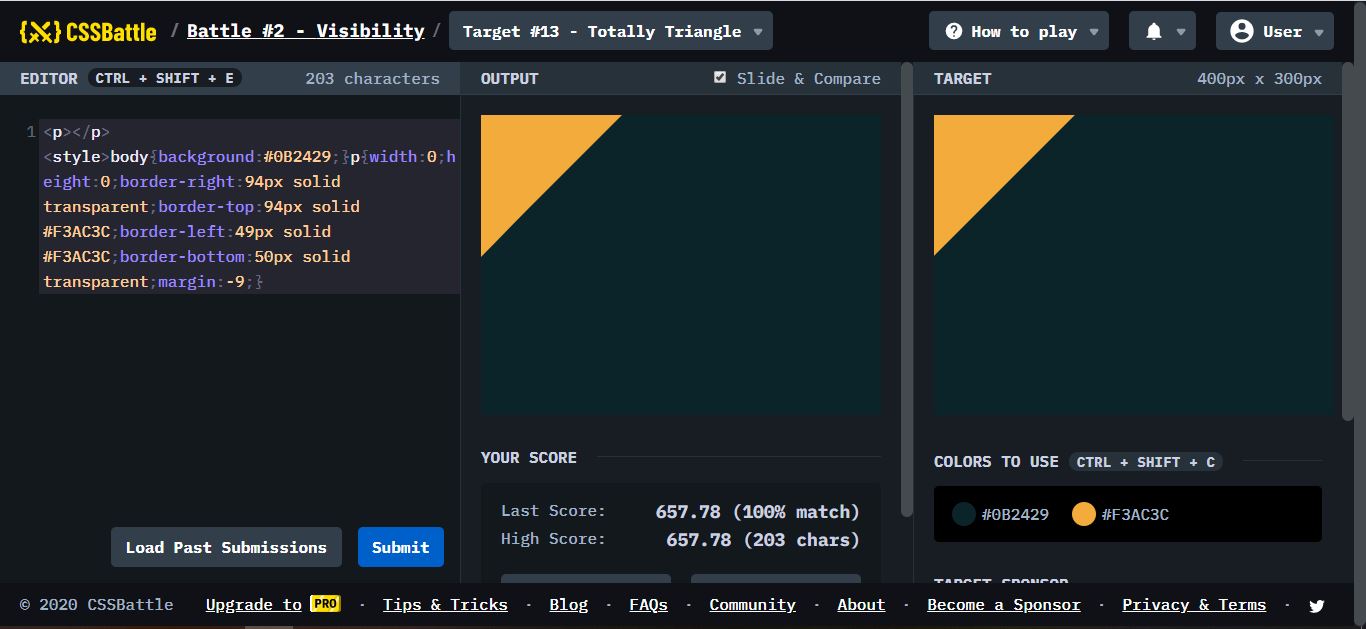 {X} CSSBattle / Battle #2 - Visibility / Target #13 - Totally Triangle How to play User
EDITOR CTRL + SHIFT + E 203 characters OUTPUT Slide & Compare TARGET 400px x 300px
1 <p></p>
<style>body{background:#0B2429;}p{width:0;h
eight:0;border-right:94px solid
transparent;border-top:94px solid
#F3AC3C;border-left:49px solid
#F3AC3C;border-bottom:50px solid
transparent;margin:-9;}
YOUR SCORE
COLORS TO USE CTRL + SHIFT + C
Last Score: 657.78 (100% match)
High Score: 657.78 (203 chars)
#0B2429 #F3AC3C
Load Past Submissions Submit
TARGET SPONSOR
© 2020 CSSBattle Upgrade to PRO · Tips & Tricks · Blog · FAQs · Community · About · Become a Sponsor · Privacy & Terms ·